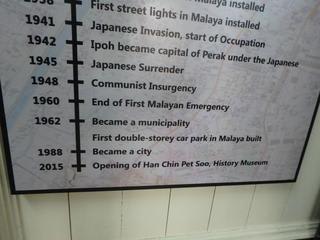 Malaya installed
1938 First street lights in Malaya installed
1941 Japanese Invasion, start of Occupation
1942 Ipoh became capital of Perak under the Japanese
1945 Japanese Surrender
1948 Communist Insurgency
1960 End of First Malayan Emergency
1962 Became a municipality
First double-storey car park in Malaya built
1988 Became a city
2015 Opening of Han Chin Pet Soo, History Museum